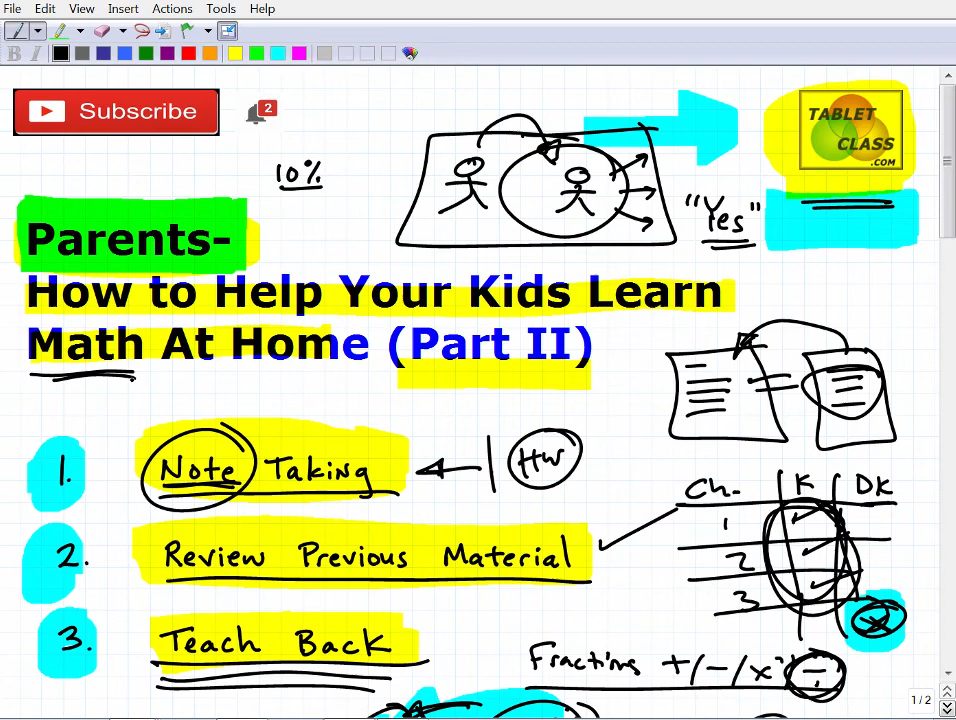 File Edit View Insert Actions Tools Help
B I
Subscribe
2
TABLET
CLASS
.COM
10%
"Yes"
Parents-
How to Help Your Kids Learn
Math At Home (Part II)
1. Note Taking
HW
Ch. K DK
1
2. Review Previous Material
2
3
3. Teach Back
Fractions +/-/x ÷
1 / 2